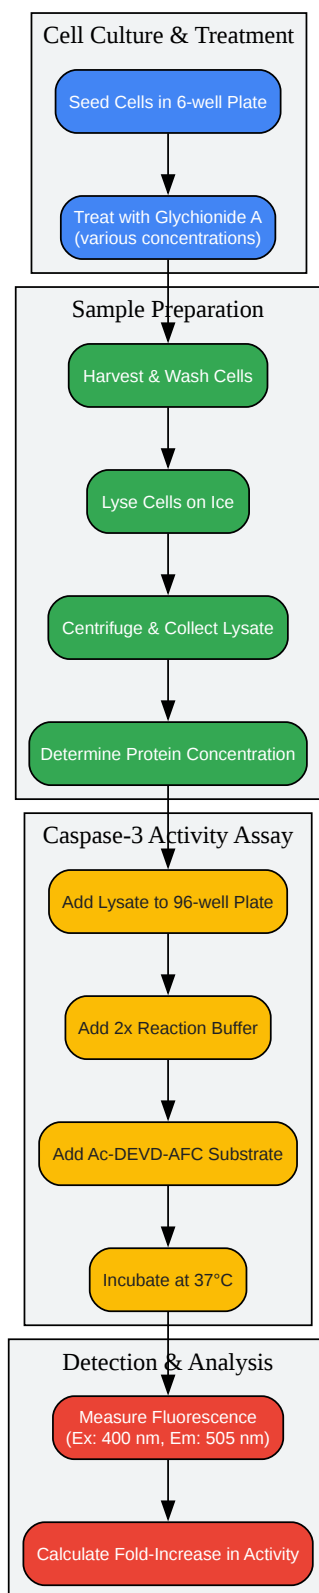 Cell Culture & Treatment
Seed Cells in 6-well Plate
Treat with Glychionide A
(various concentrations)
Sample Preparation
Harvest & Wash Cells
Lyse Cells on Ice
Centrifuge & Collect Lysate
Determine Protein Concentration
Caspase-3 Activity Assay
Add Lysate to 96-well Plate
Add 2x Reaction Buffer
Add Ac-DEVD-AFC Substrate
Incubate at 37°C
Detection & Analysis
Measure Fluorescence
(Ex: 400 nm, Em: 505 nm)
Calculate Fold-Increase in Activity